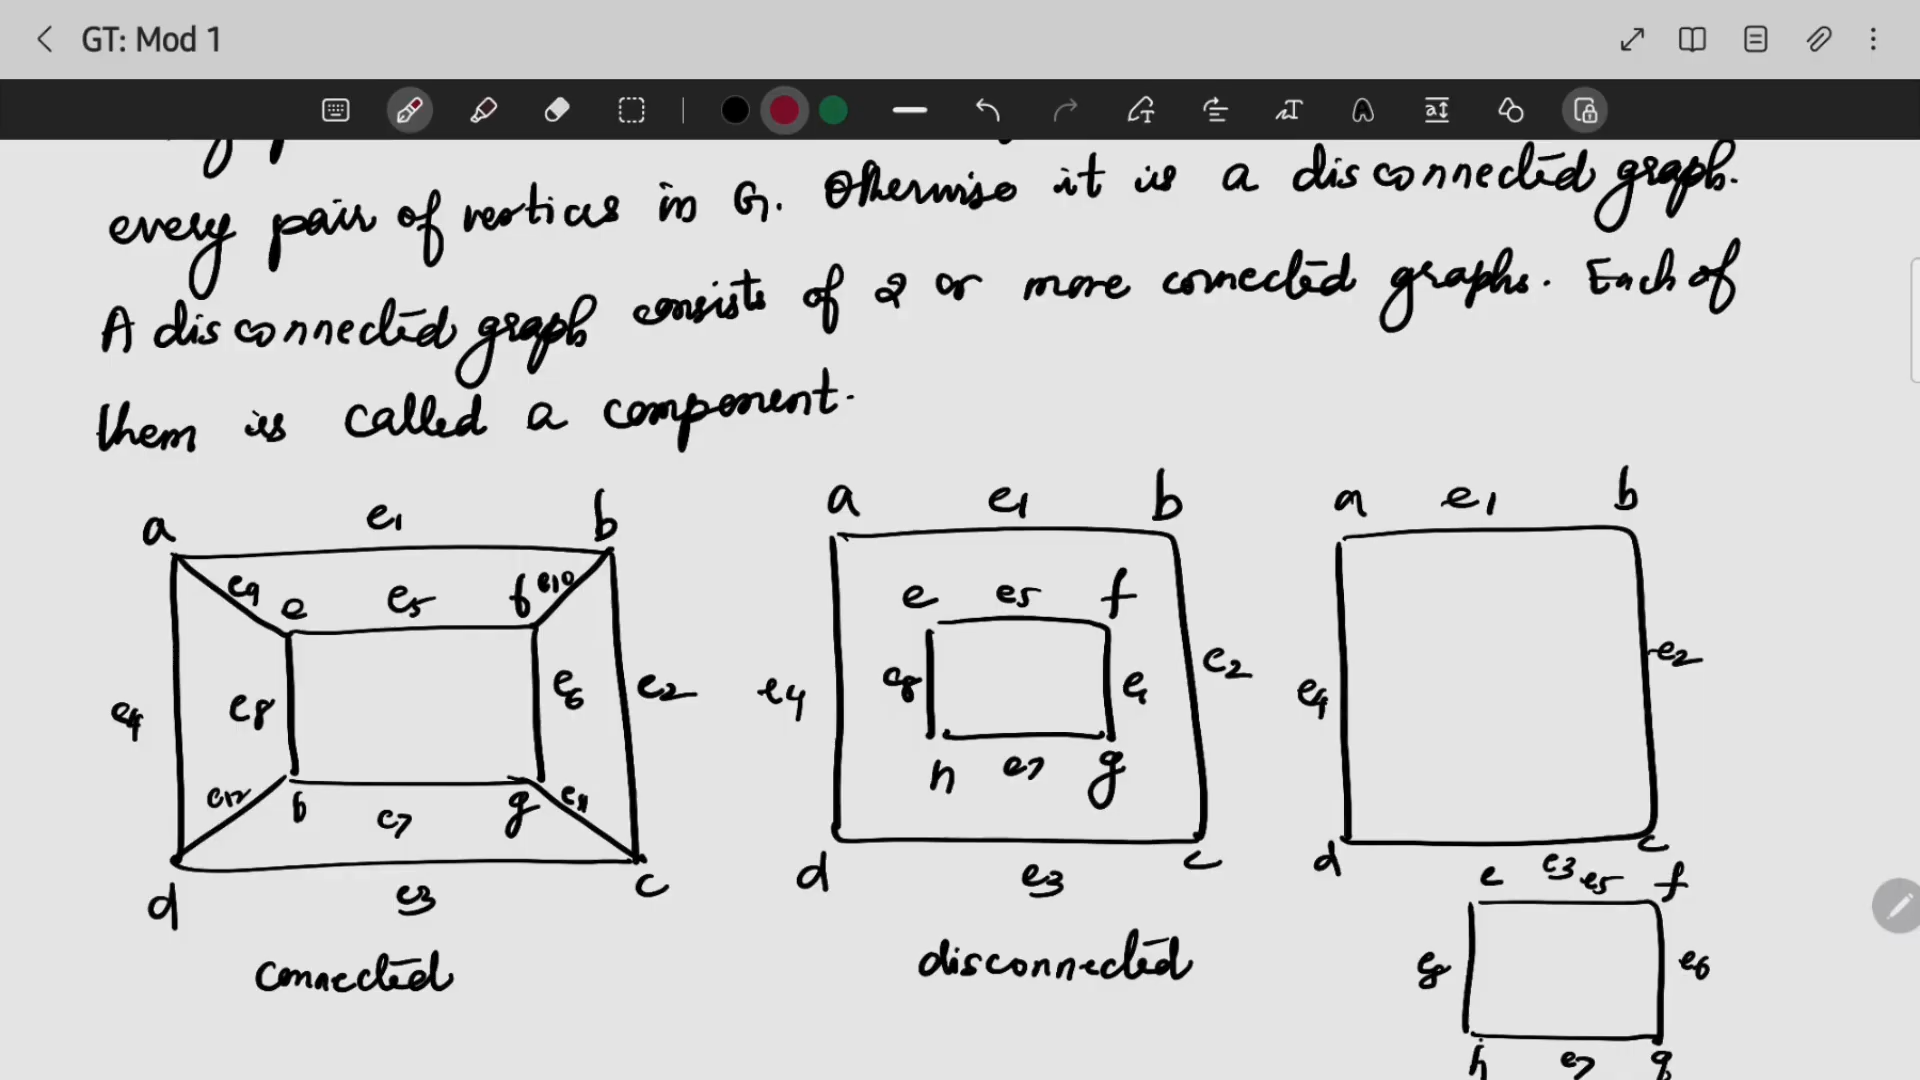 GT: Mod 1
every pair of vertices in G. Otherwise it is a disconnected graph.
A disconnected graph consists of 2 or more connected graphs. Each of
them is called a component.
a e1 b
e9 e e5 f e10
e4 e8 e6 e2
e12 h e7 g e11
d e3 c
connected
a e1 b
e e5 f
e4 e8 e2
h e7 g
d e3 c
disconnected
a e1 b
e4 e2
d e3 c
e e5 f
e8 e6
h e7 g